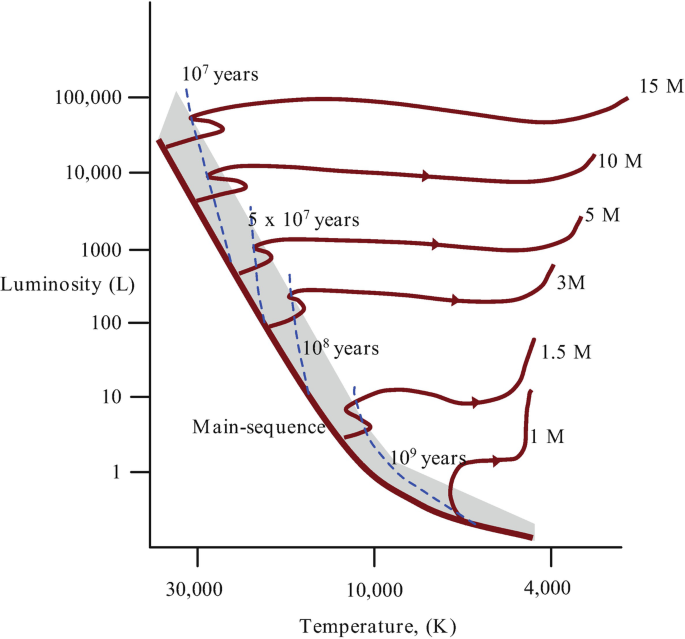 10⁷ years
100,000
15 M
10,000
10 M
5 x 10⁷ years
5 M
1000
Luminosity (L)
3M
100
10⁸ years
1.5 M
10
Main-sequence
1 M
10⁹ years
1
30,000
10,000
4,000
Temperature, (K)